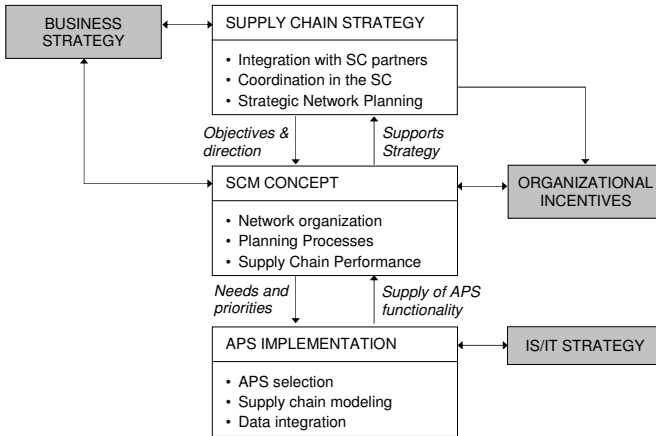 BUSINESS
STRATEGY
SUPPLY CHAIN STRATEGY
• Integration with SC partners
• Coordination in the SC
• Strategic Network Planning
Objectives &
direction
Supports
Strategy
SCM CONCEPT
• Network organization
• Planning Processes
• Supply Chain Performance
ORGANIZATIONAL
INCENTIVES
Needs and
priorities
Supply of APS
functionality
APS IMPLEMENTATION
• APS selection
• Supply chain modeling
• Data integration
IS/IT STRATEGY